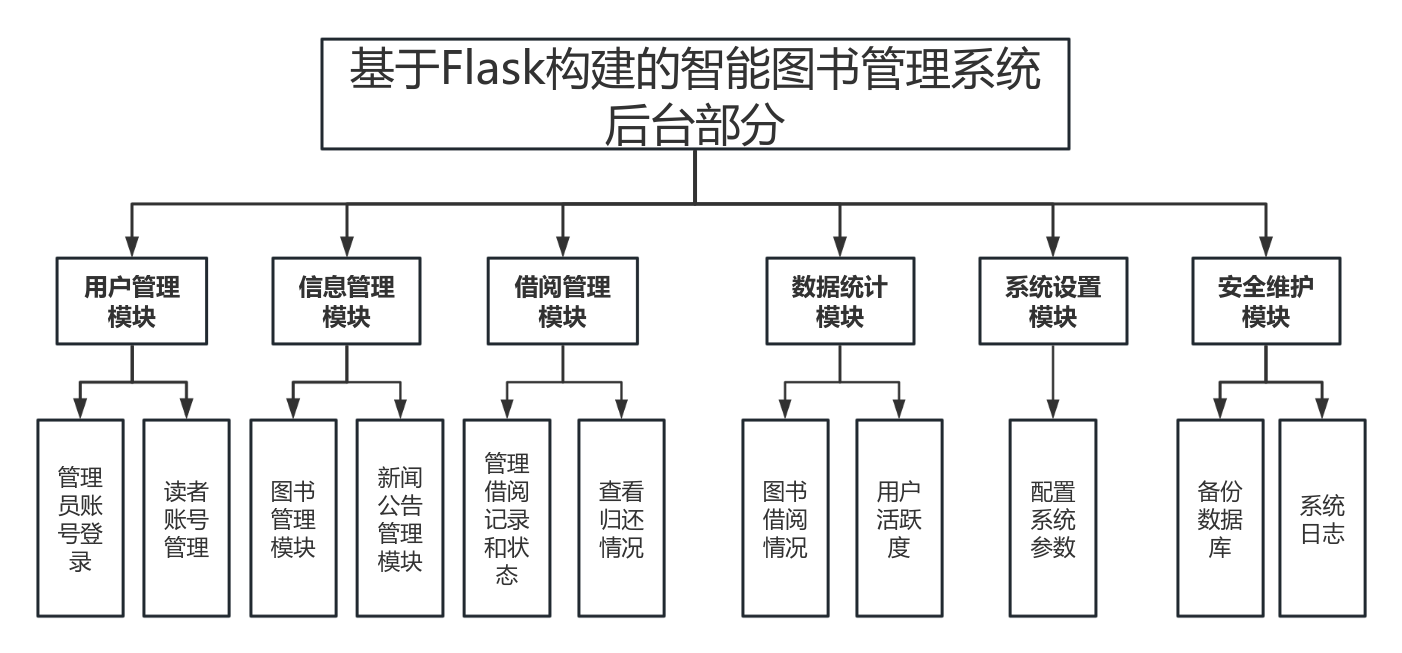 基于Flask构建的智能图书管理系统
后台部分
用户管理
模块
信息管理
模块
借阅管理
模块
数据统计
模块
系统设置
模块
安全维护
模块
管理
员账
号登
录
读者
账号
管理
图书
管理
模块
新闻
公告
管理
模块
管理
借阅
记录
和状
态
查看
归还
情况
图书
借阅
情况
用户
活跃
度
配置
系统
参数
备份
数据
库
系统
日志